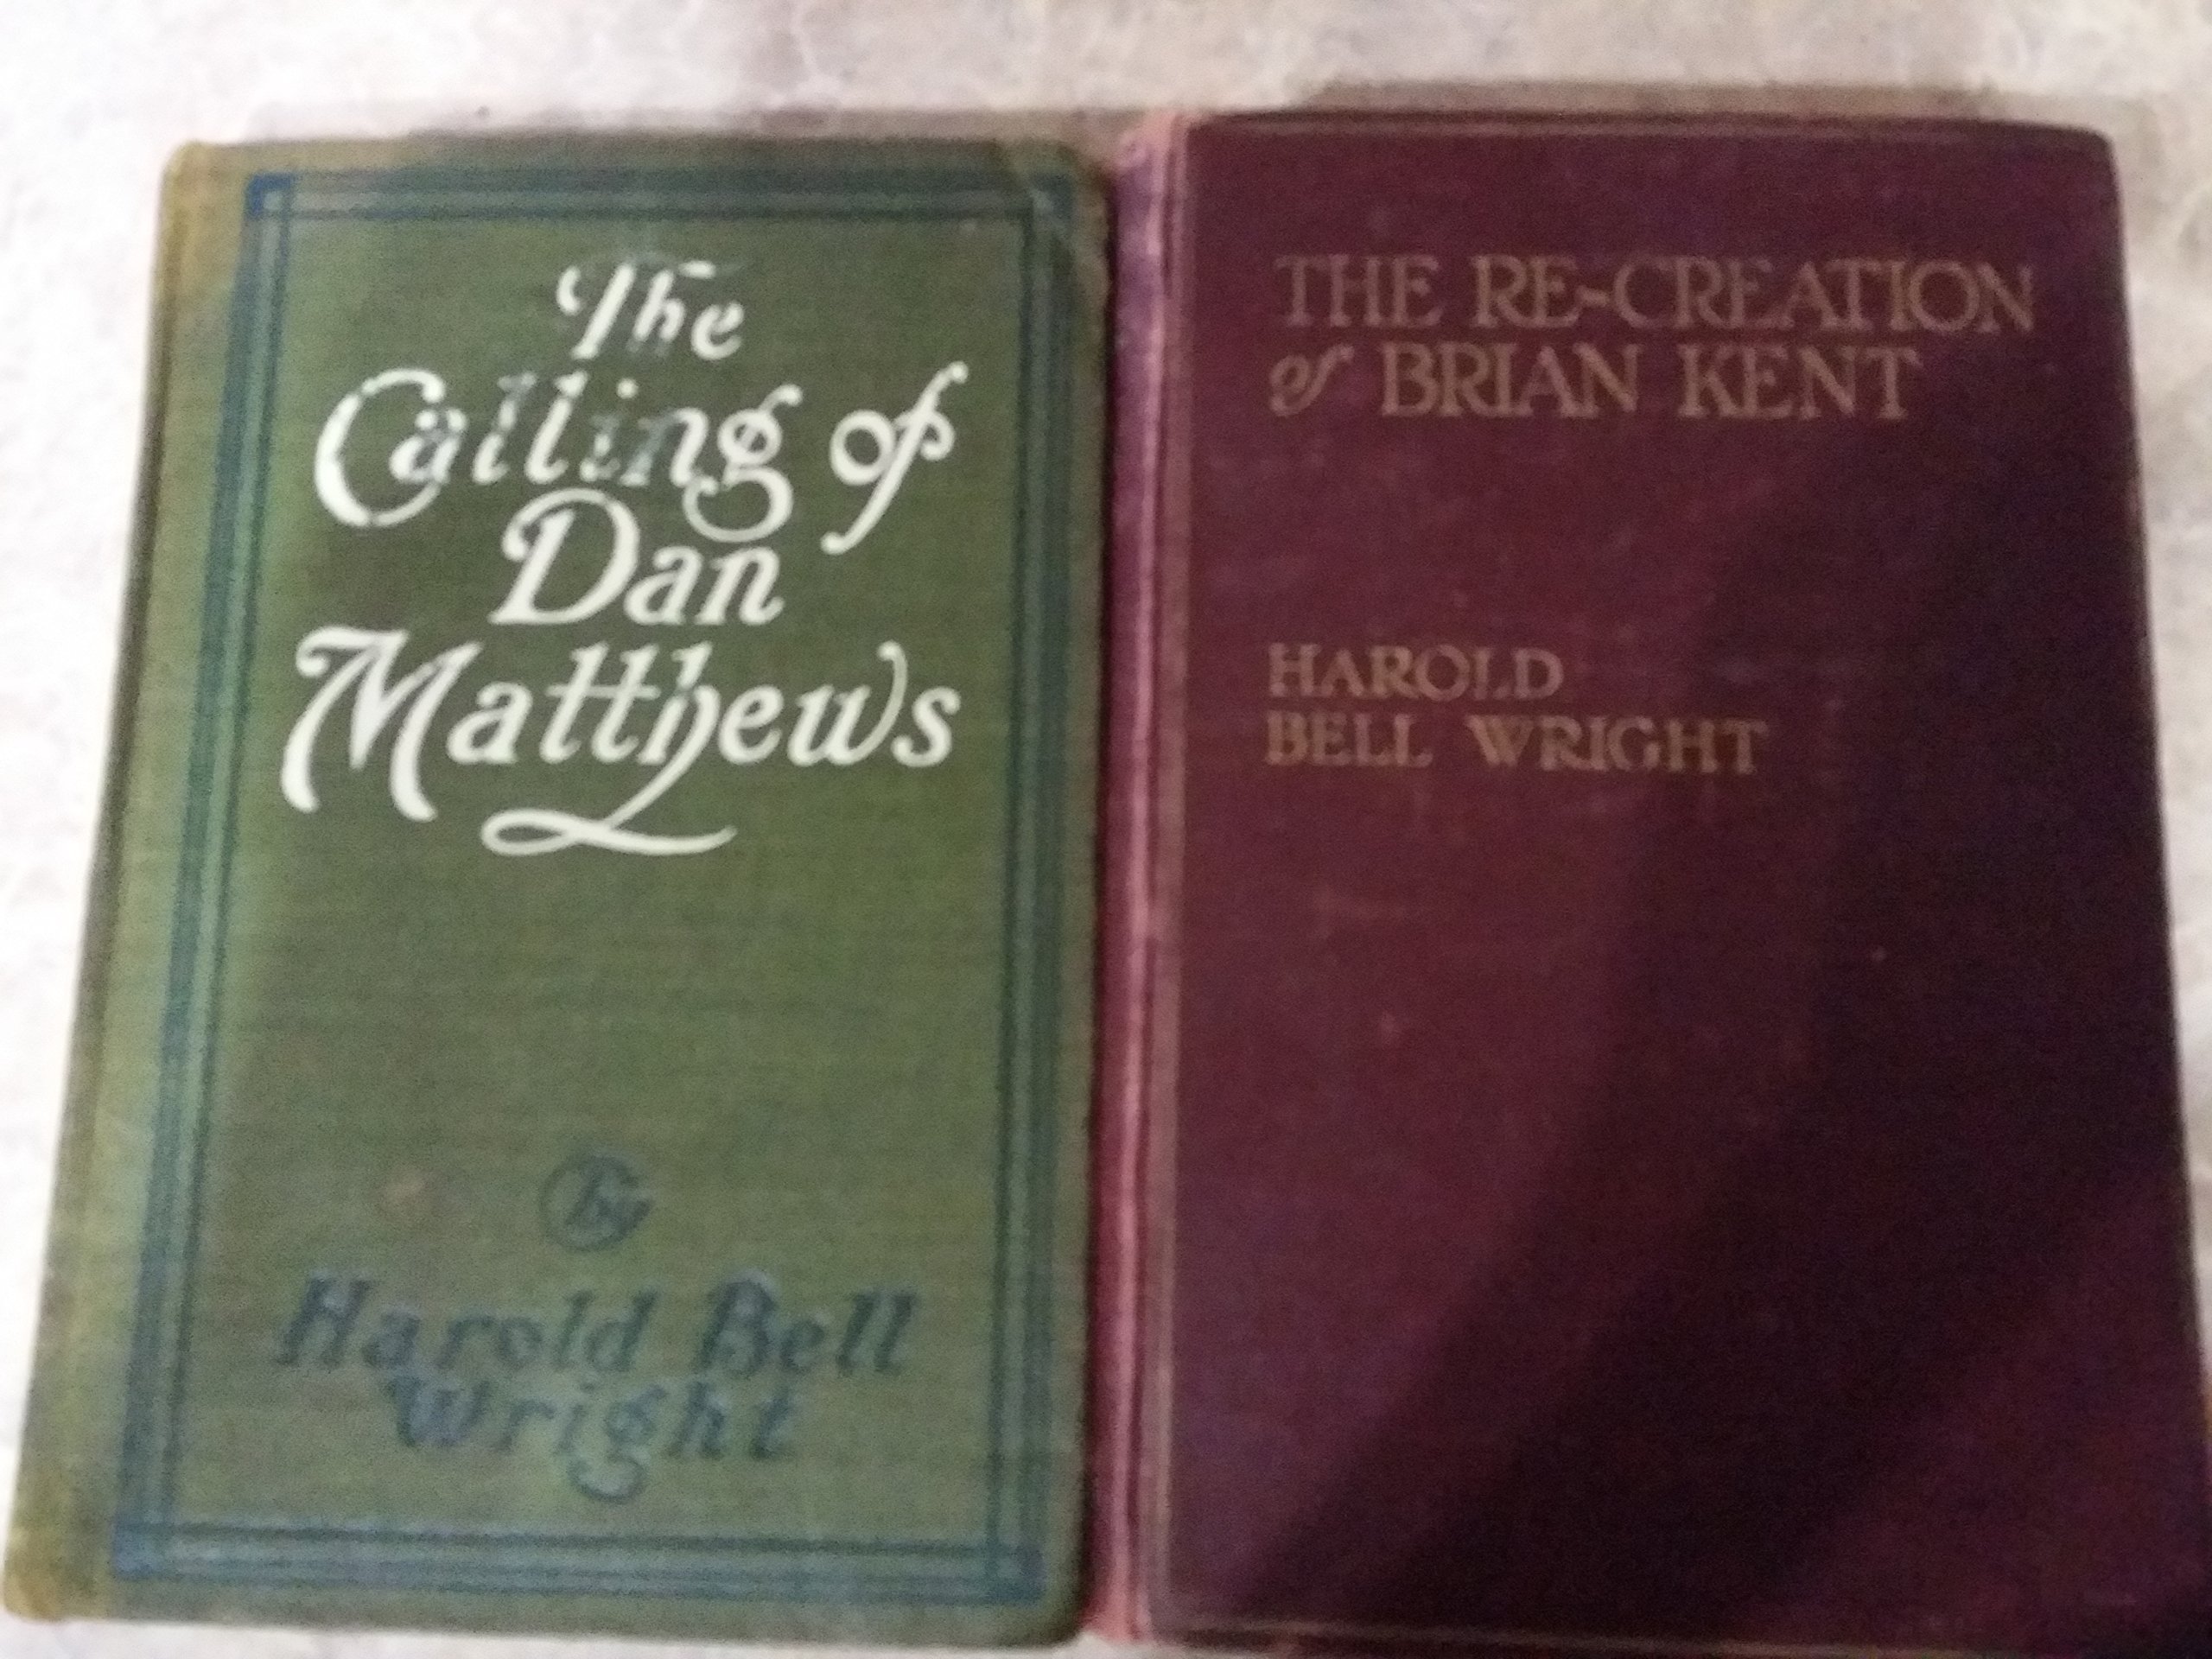 The
Calling of
Dan
Matthews
By
Harold Bell
Wright
THE RE-CREATION
of BRIAN KENT
HAROLD
BELL WRIGHT